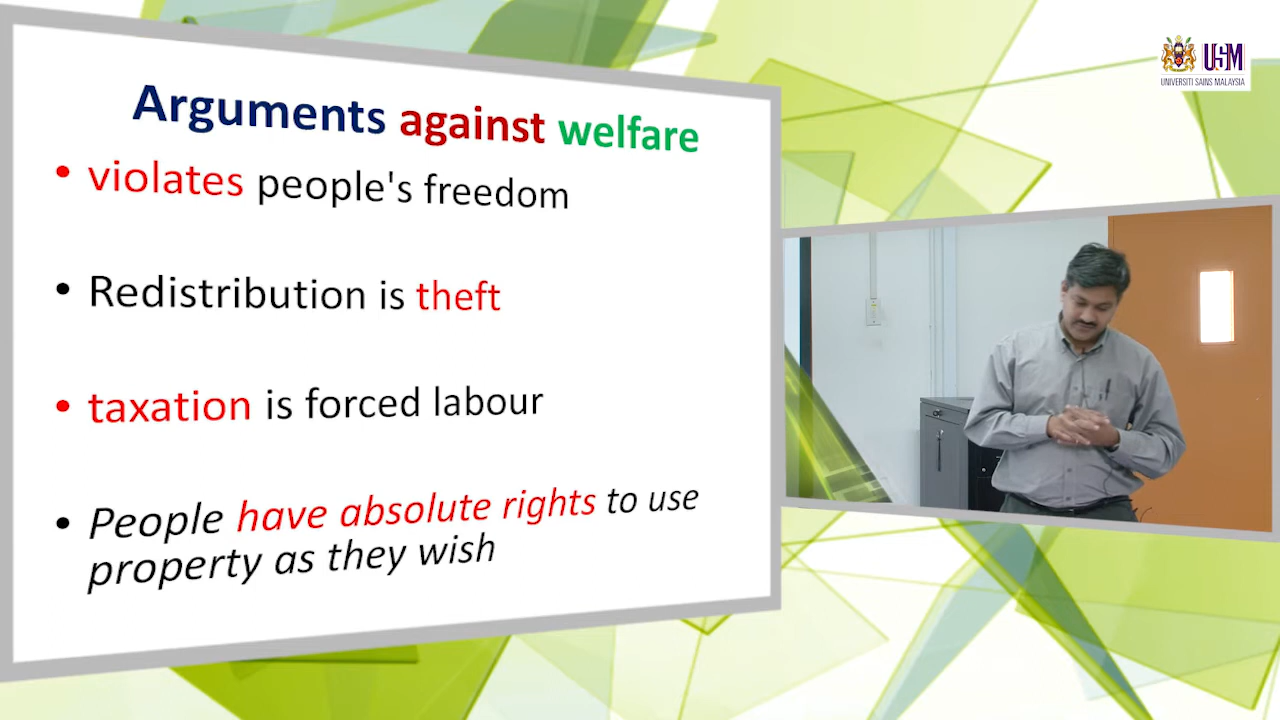 Arguments against welfare
• violates people's freedom
• Redistribution is theft
• taxation is forced labour
• People have absolute rights to use
property as they wish
USM
UNIVERSITI SAINS MALAYSIA